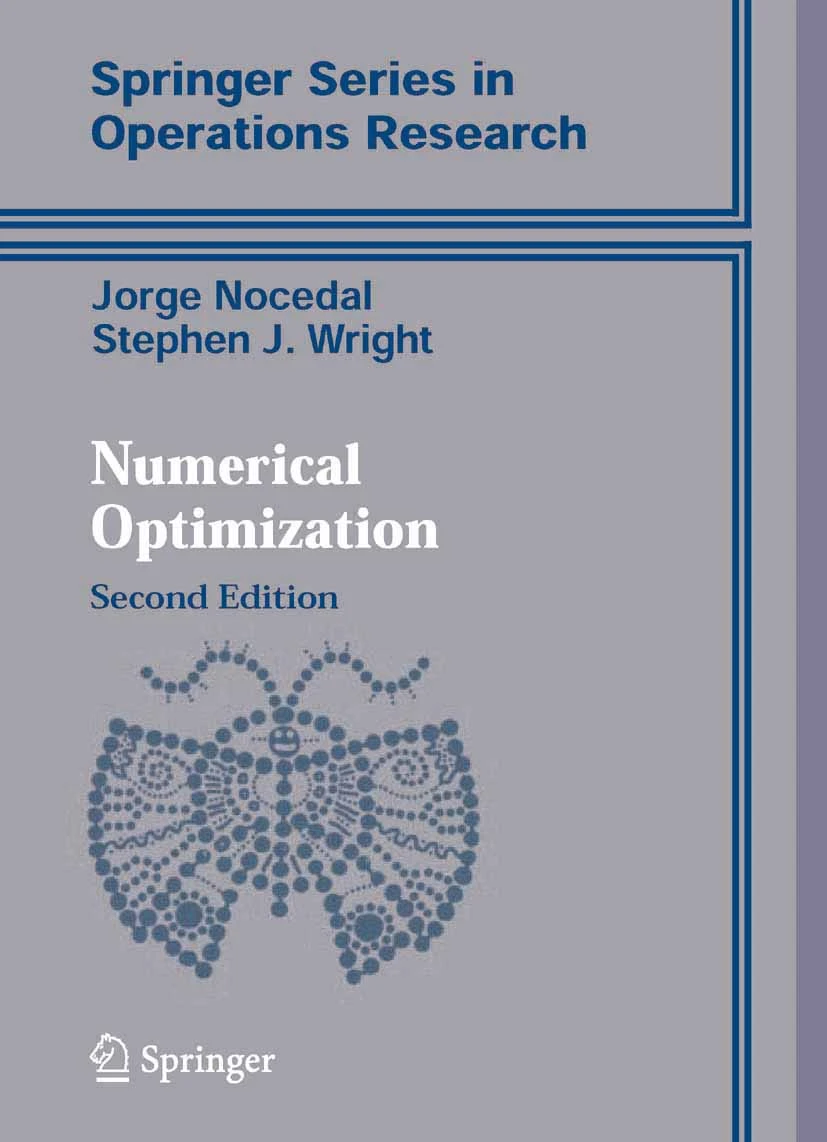 Springer Series in
Operations Research
Jorge Nocedal
Stephen J. Wright
Numerical
Optimization
Second Edition
Springer